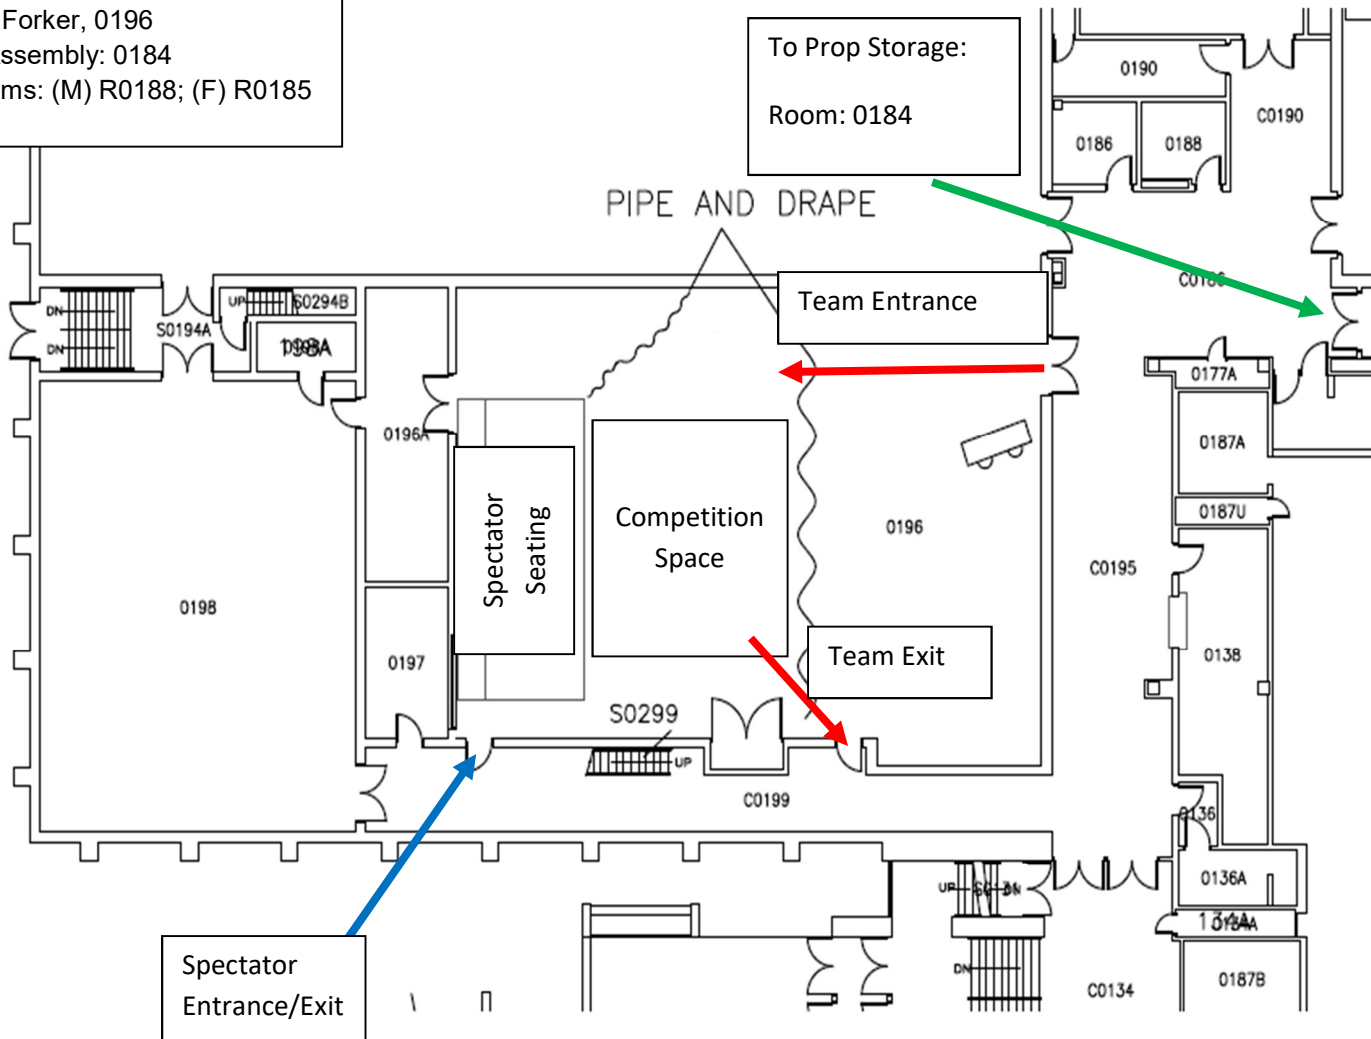 Forker, 0196
ssembly: 0184
ms: (M) R0188; (F) R0185
To Prop Storage:
Room: 0184
0190
C0190
0186
0188
PIPE AND DRAPE
Team Entrance
UP
S0294B
DN
S0194A
DN
198A
0177A
0187A
0196A
Spectator
Seating
Competition
Space
0196
0187U
C0195
0198
0197
Team Exit
0138
S0299
UP
C0199
0136
UP
DN
0136A
DN
C0134
0187B
Spectator
Entrance/Exit